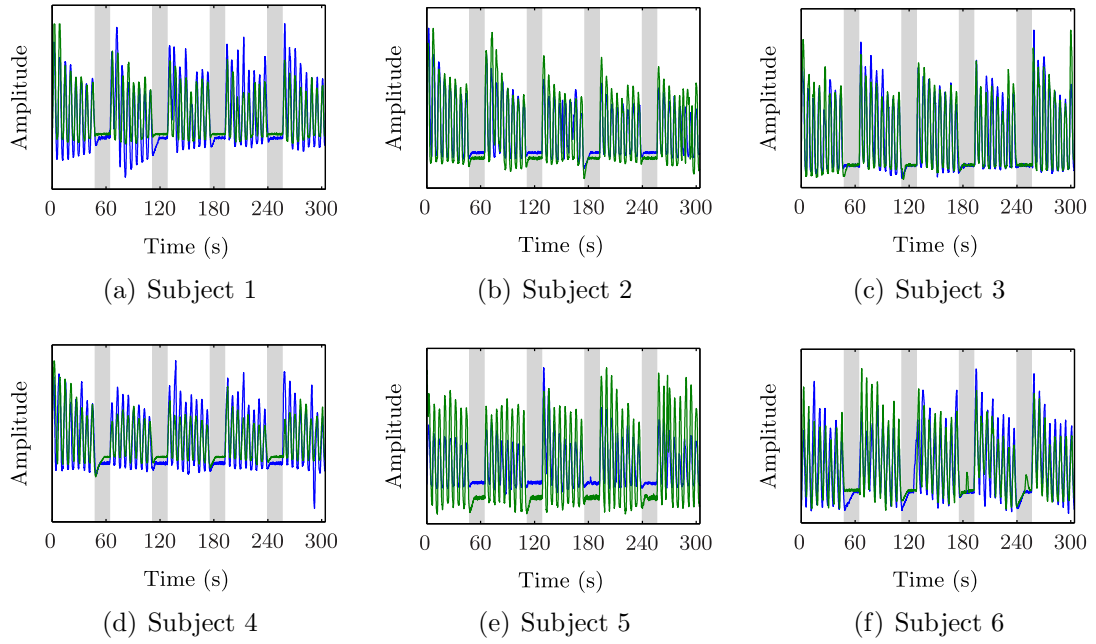 Amplitude
0 60 120 180 240 300
Time (s)
(a) Subject 1
Amplitude
0 60 120 180 240 300
Time (s)
(b) Subject 2
Amplitude
0 60 120 180 240 300
Time (s)
(c) Subject 3
Amplitude
0 60 120 180 240 300
Time (s)
(d) Subject 4
Amplitude
0 60 120 180 240 300
Time (s)
(e) Subject 5
Amplitude
0 60 120 180 240 300
Time (s)
(f) Subject 6